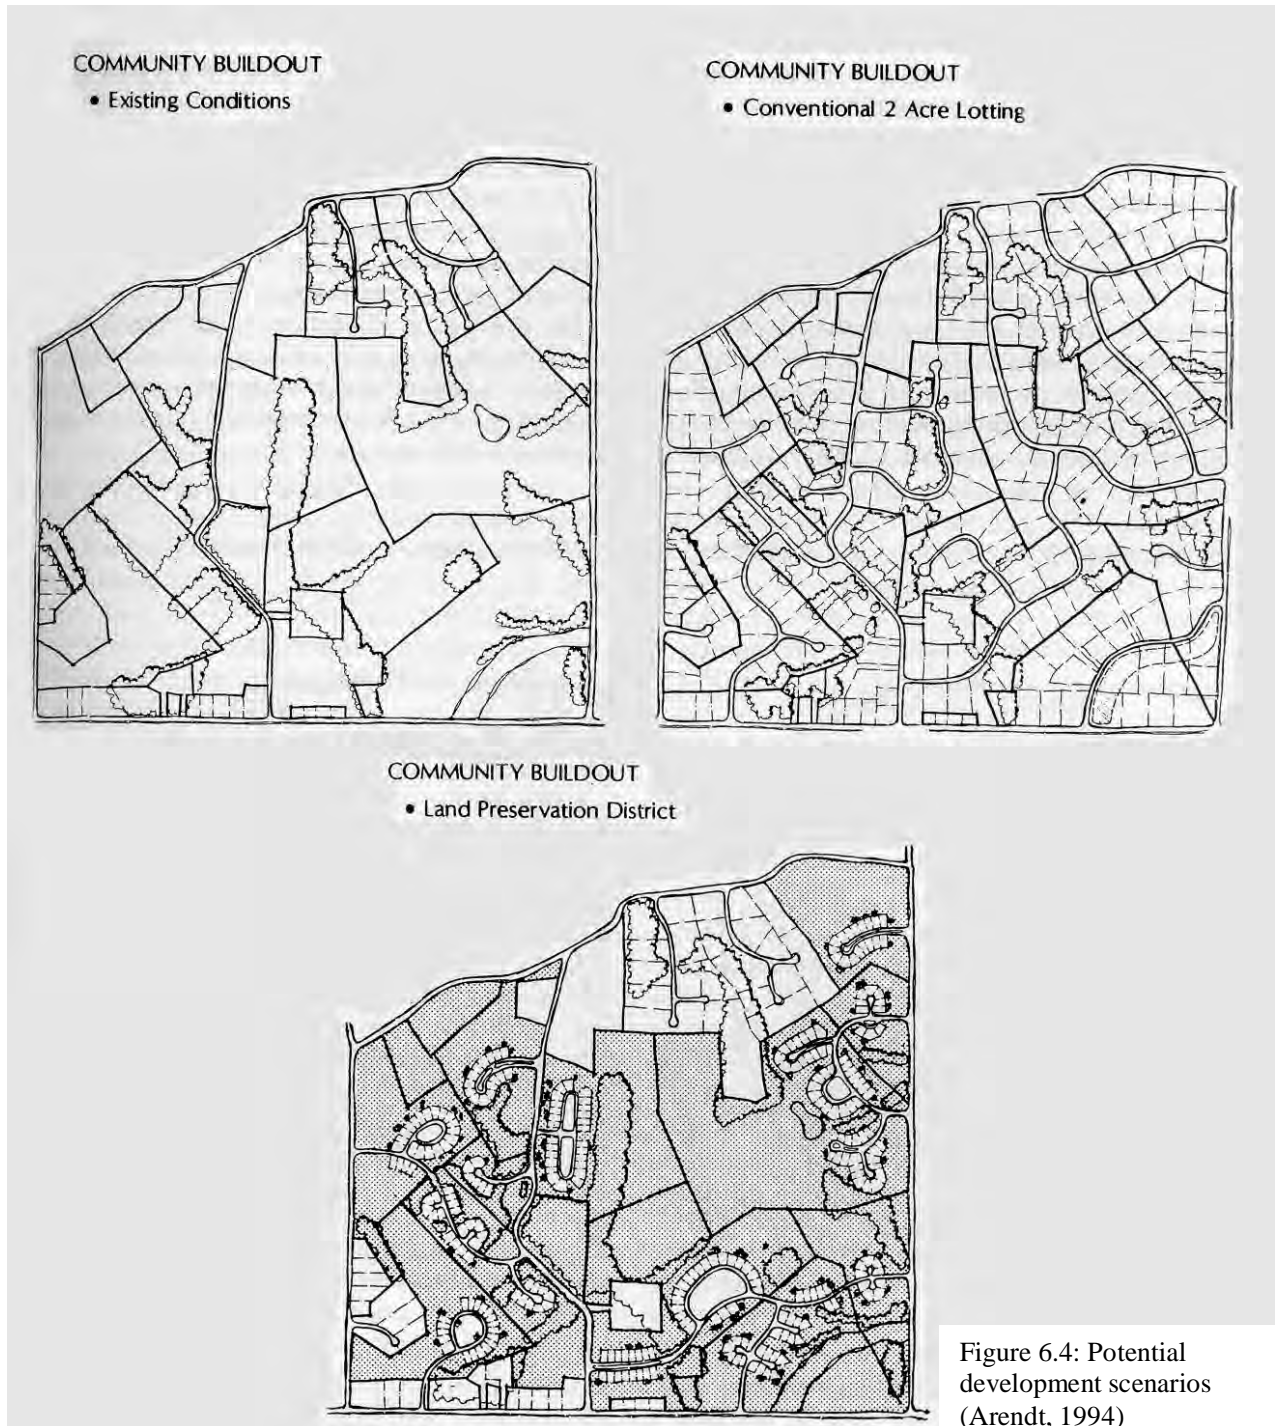 COMMUNITY BUILDOUT
• Existing Conditions
COMMUNITY BUILDOUT
• Conventional 2 Acre Lotting
COMMUNITY BUILDOUT
• Land Preservation District
Figure 6.4: Potential
development scenarios
(Arendt, 1994)